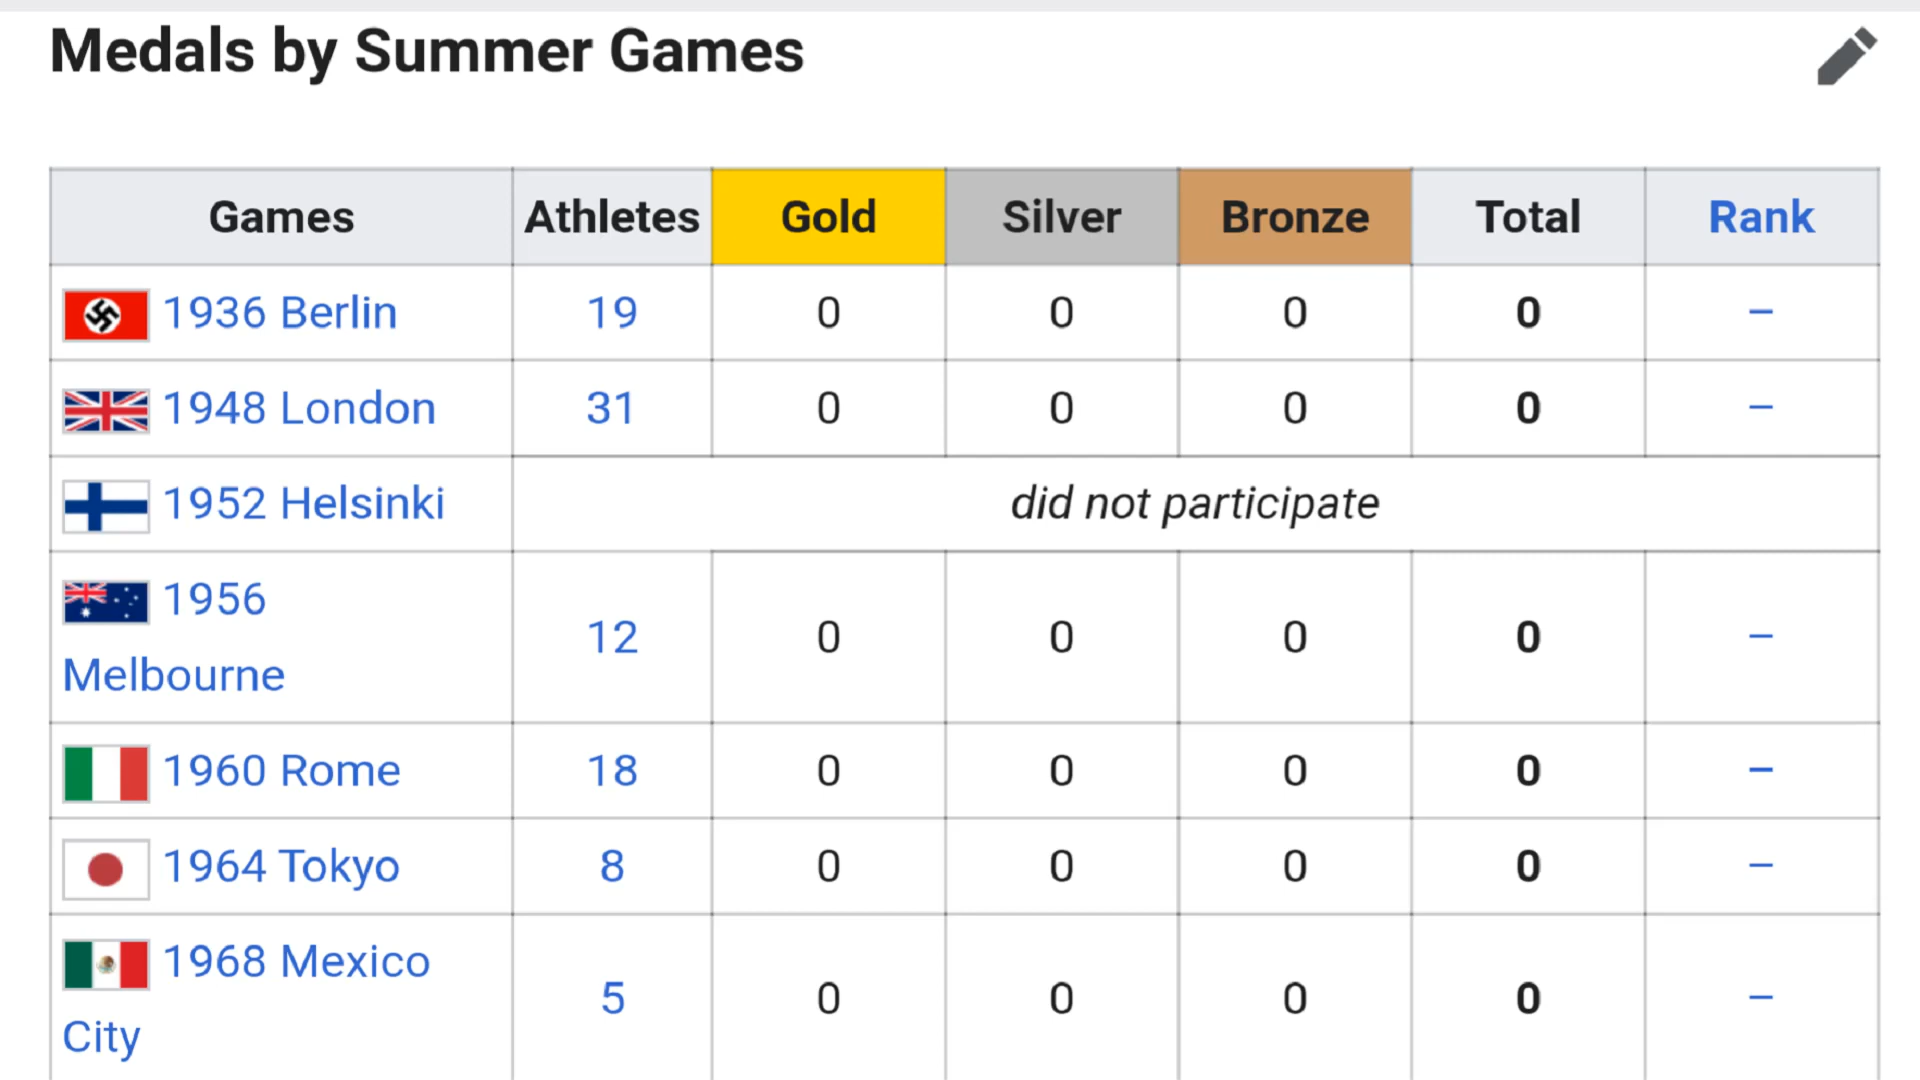 Medals by Summer Games
Games Athletes Gold Silver Bronze Total Rank
1936 Berlin 19 0 0 0 0 –
1948 London 31 0 0 0 0 –
1952 Helsinki did not participate
1956
Melbourne 12 0 0 0 0 –
1960 Rome 18 0 0 0 0 –
1964 Tokyo 8 0 0 0 0 –
1968 Mexico
City 5 0 0 0 0 –